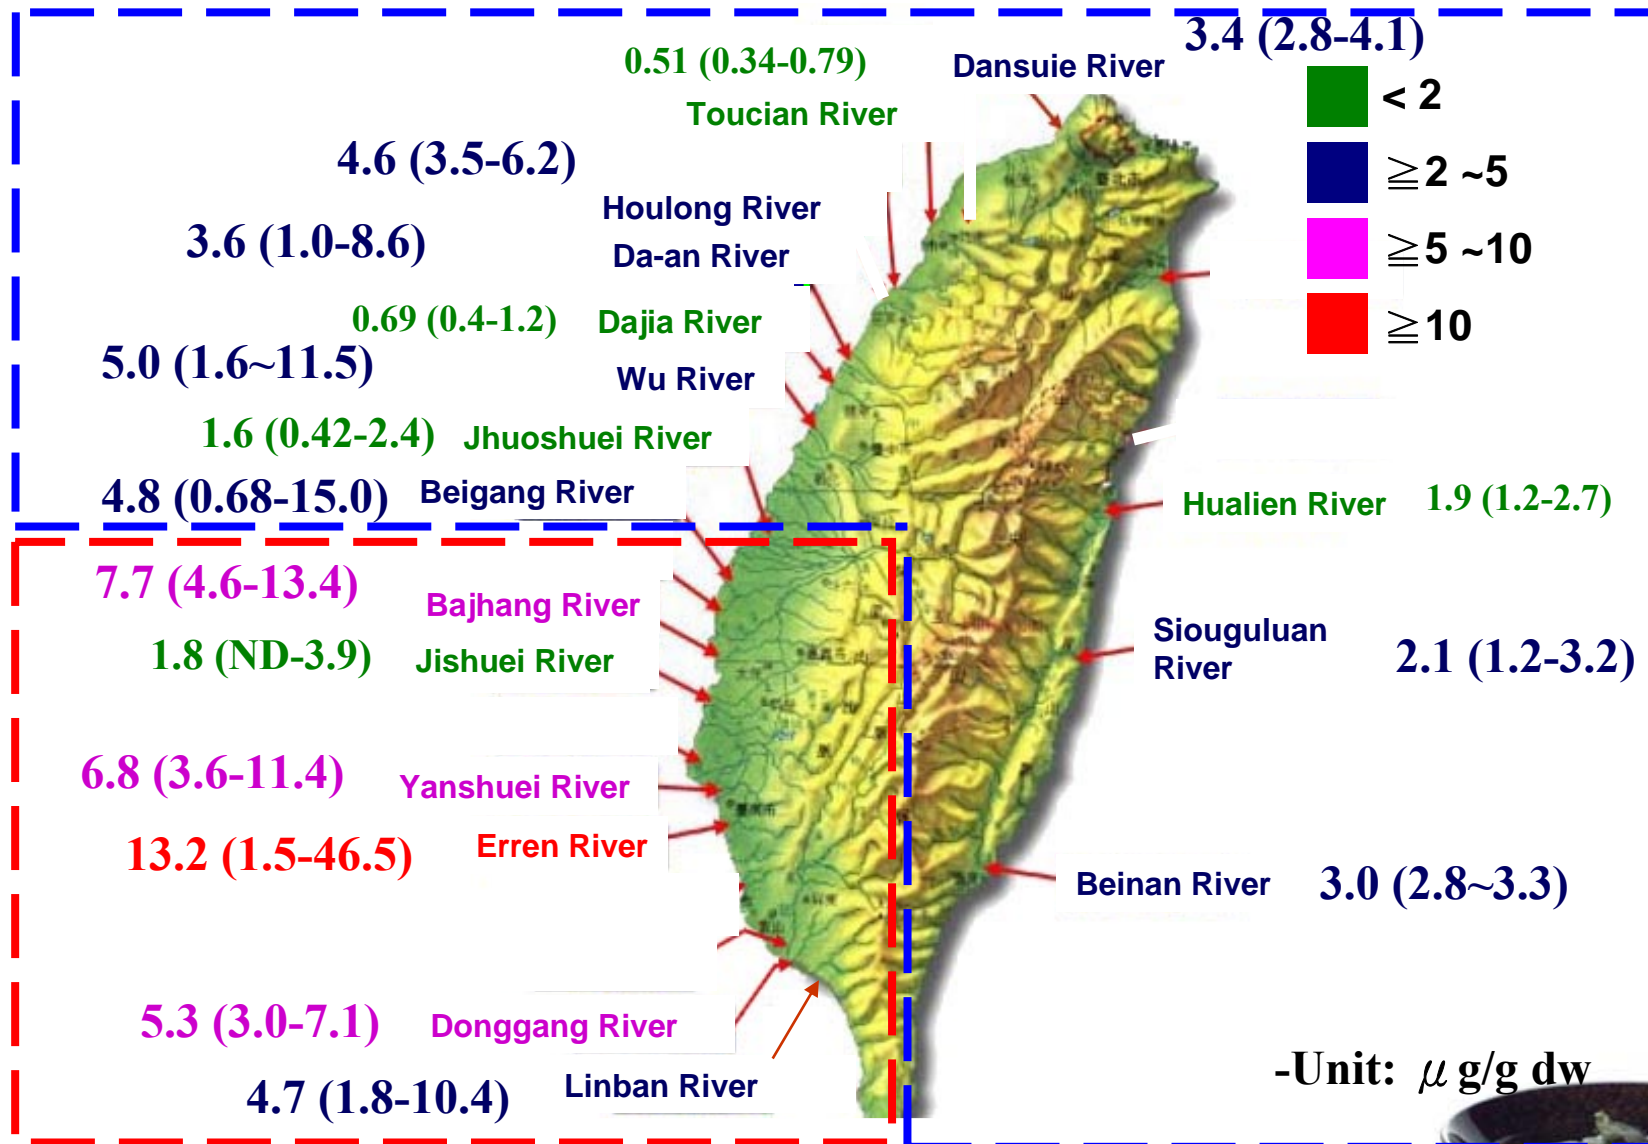 3.4 (2.8-4.1)
0.51 (0.34-0.79)
Dansuie River
Toucian River
< 2
4.6 (3.5-6.2)
≧2 ~5
Houlong River
3.6 (1.0-8.6)
Da-an River
≧5 ~10
0.69 (0.4-1.2)
Dajia River
≧10
5.0 (1.6~11.5)
Wu River
1.6 (0.42-2.4)
Jhuoshuei River
4.8 (0.68-15.0)
Beigang River
Hualien River
1.9 (1.2-2.7)
7.7 (4.6-13.4)
Bajhang River
1.8 (ND-3.9)
Jishuei River
Siouguluan
River
2.1 (1.2-3.2)
6.8 (3.6-11.4)
Yanshuei River
13.2 (1.5-46.5)
Erren River
Beinan River
3.0 (2.8~3.3)
5.3 (3.0-7.1)
Donggang River
4.7 (1.8-10.4)
Linban River
-Unit: μg/g dw